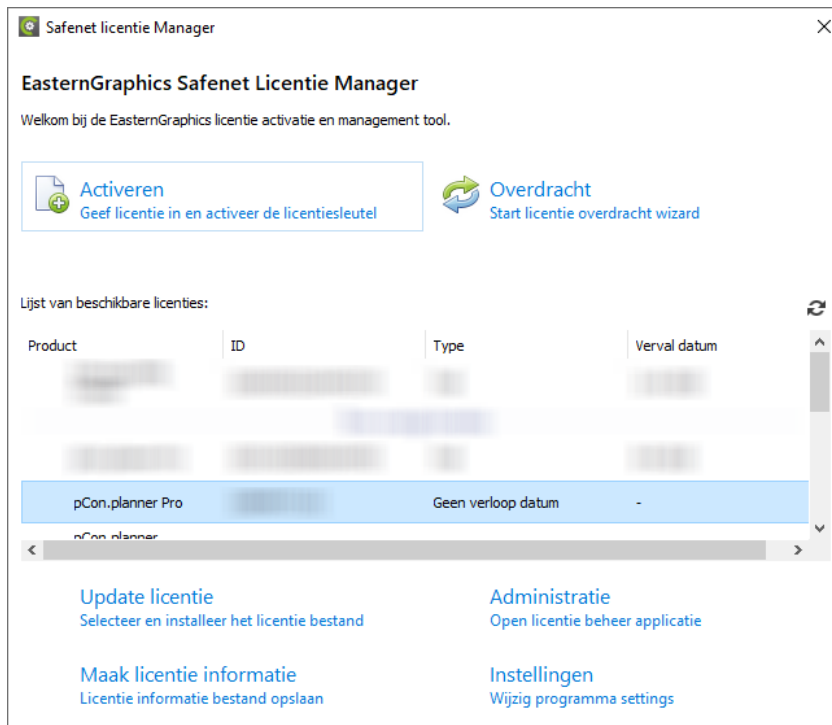 Safenet licentie Manager
EasternGraphics Safenet Licentie Manager
Welkom bij de EasternGraphics licentie activatie en management tool.
Activeren
Geef licentie in en activeer de licentiesleutel
Overdracht
Start licentie overdracht wizard
Lijst van beschikbare licenties:
Product ID Type Verval datum
pCon.planner Pro Geen verloop datum -
pCon.planner
Update licentie
Selecteer en installeer het licentie bestand
Administratie
Open licentie beheer applicatie
Maak licentie informatie
Licentie informatie bestand opslaan
Instellingen
Wijzig programma settings